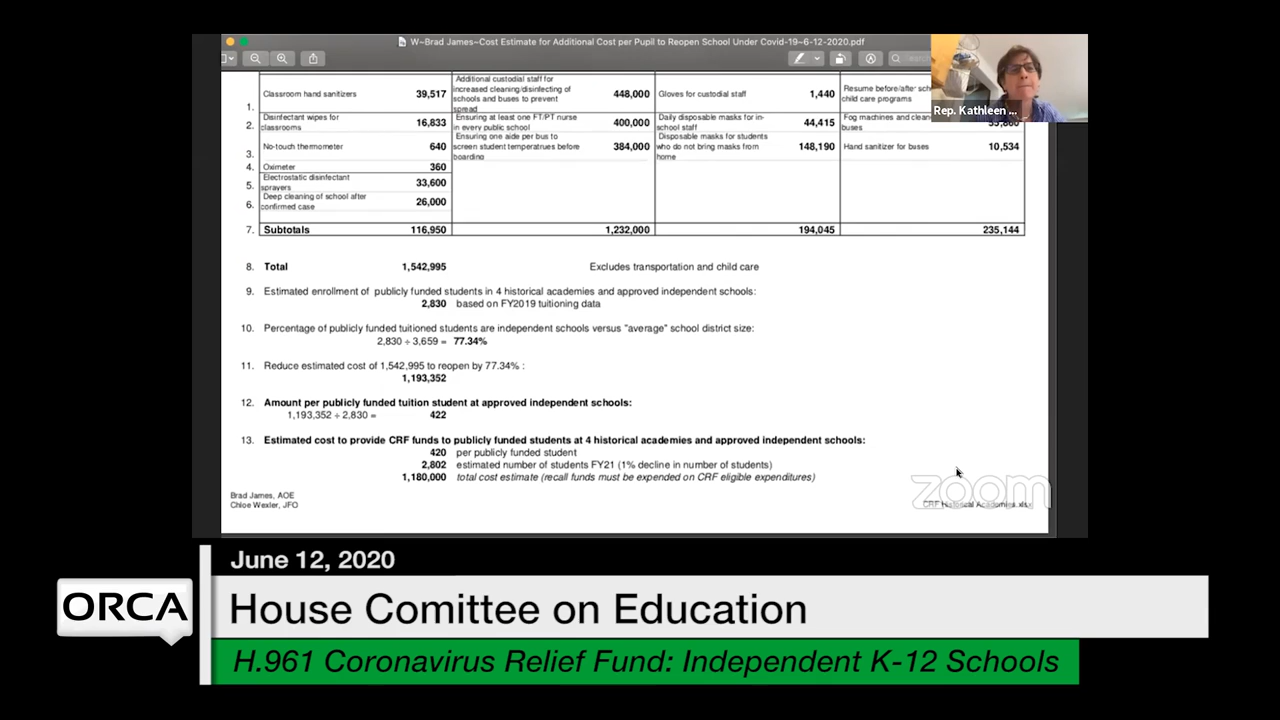 W~Brad James~Cost Estimate for Additional Cost per Pupil to Reopen School Under Covid-19~6-12-2020.pdf
Rep. Kathleen ...
1. Classroom hand sanitizers 39,517 Additional custodial staff for increased cleaning/disinfecting of schools and buses to prevent spread 448,000 Gloves for custodial staff 1,440 Resume before/after child care programs
2. Disinfectant wipes for classrooms 16,833 Ensuring at least one FT/PT nurse in every public school 400,000 Daily disposable masks for in-school staff 44,415 Fog machines and buses
3. No-touch thermometer 640 Ensuring one aide per bus to screen student temperatrues before boarding 384,000 Disposable masks for students who do not bring masks from home 148,190 Hand sanitizer for buses 10,534
4. Oximeter 360
5. Electrostatic disinfectant sprayers 33,600
6. Deep cleaning of school after confirmed case 26,000
7. Subtotals 116,950 1,232,000 194,045 235,144
8. Total 1,542,995 Excludes transportation and child care
9. Estimated enrollment of publicly funded students in 4 historical academies and approved independent schools:
2,830 based on FY2019 tuitioning data
10. Percentage of publicly funded tuitioned students are independent schools versus "average" school district size:
2,830 ÷ 3,659 = 77.34%
11. Reduce estimated cost of 1,542,995 to reopen by 77.34% :
1,193,352
12. Amount per publicly funded tuition student at approved independent schools:
1,193,352 ÷ 2,830 = 422
13. Estimated cost to provide CRF funds to publicly funded students at 4 historical academies and approved independent schools:
420 per publicly funded student
2,802 estimated number of students FY21 (1% decline in number of students)
1,180,000 total cost estimate (recall funds must be expended on CRF eligible expenditures)
Brad James, AOE
Chloe Wexler, JFO
CRF Historical Academies.xlsx
zoom
June 12, 2020
ORCA
House Comittee on Education
H.961 Coronavirus Relief Fund: Independent K-12 Schools